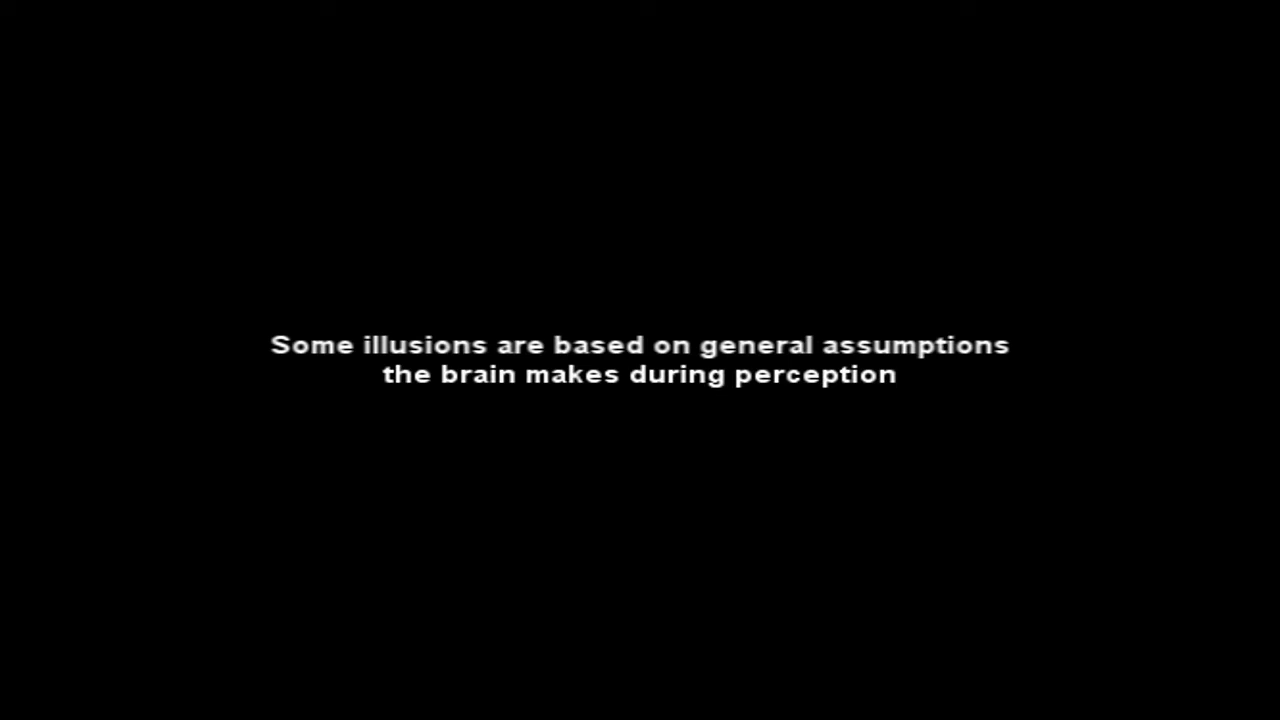 Some illusions are based on general assumptions
the brain makes during perception